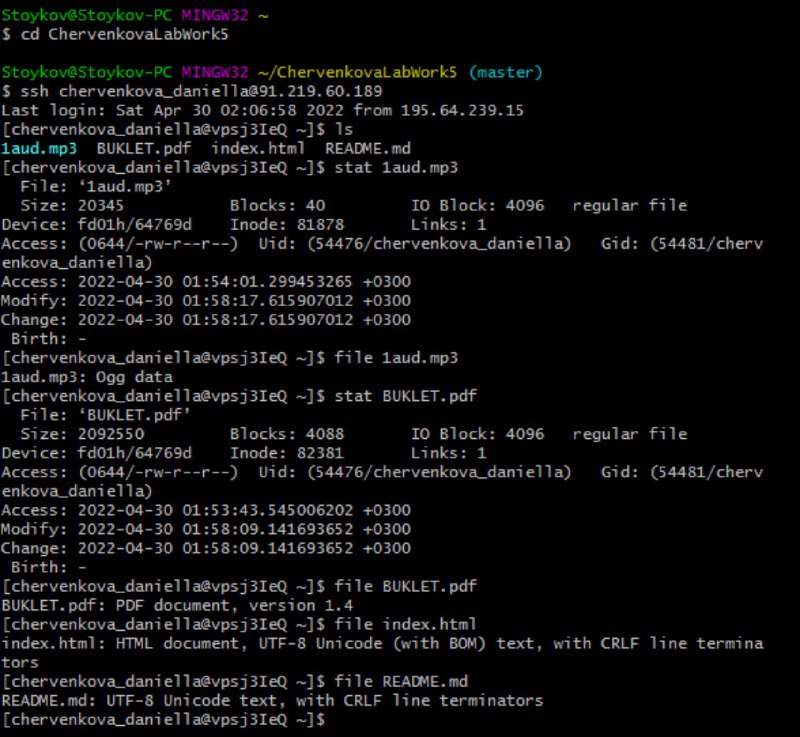 Stoykov@Stoykov-PC MINGW32 ~
$ cd ChervenkovaLabWork5

Stoykov@Stoykov-PC MINGW32 ~/ChervenkovaLabWork5 (master)
$ ssh chervenkova_daniella@91.219.60.189
Last login: Sat Apr 30 02:06:58 2022 from 195.64.239.15
[chervenkova_daniella@vpsj3IeQ ~]$ ls
1aud.mp3  BUKLET.pdf  index.html  README.md
[chervenkova_daniella@vpsj3IeQ ~]$ stat 1aud.mp3
  File: ‘1aud.mp3’
  Size: 20345           Blocks: 40         IO Block: 4096   regular file
Device: fd01h/64769d    Inode: 81878       Links: 1
Access: (0644/-rw-r--r--)  Uid: (54476/chervenkova_daniella)   Gid: (54481/cherv
enkova_daniella)
Access: 2022-04-30 01:54:01.299453265 +0300
Modify: 2022-04-30 01:58:17.615907012 +0300
Change: 2022-04-30 01:58:17.615907012 +0300
 Birth: -
[chervenkova_daniella@vpsj3IeQ ~]$ file 1aud.mp3
1aud.mp3: Ogg data
[chervenkova_daniella@vpsj3IeQ ~]$ stat BUKLET.pdf
  File: ‘BUKLET.pdf’
  Size: 2092550         Blocks: 4088       IO Block: 4096   regular file
Device: fd01h/64769d    Inode: 82381       Links: 1
Access: (0644/-rw-r--r--)  Uid: (54476/chervenkova_daniella)   Gid: (54481/cherv
enkova_daniella)
Access: 2022-04-30 01:53:43.545006202 +0300
Modify: 2022-04-30 01:58:09.141693652 +0300
Change: 2022-04-30 01:58:09.141693652 +0300
 Birth: -
[chervenkova_daniella@vpsj3IeQ ~]$ file BUKLET.pdf
BUKLET.pdf: PDF document, version 1.4
[chervenkova_daniella@vpsj3IeQ ~]$ file index.html
index.html: HTML document, UTF-8 Unicode (with BOM) text, with CRLF line termina
tors
[chervenkova_daniella@vpsj3IeQ ~]$ file README.md
README.md: UTF-8 Unicode text, with CRLF line terminators
[chervenkova_daniella@vpsj3IeQ ~]$